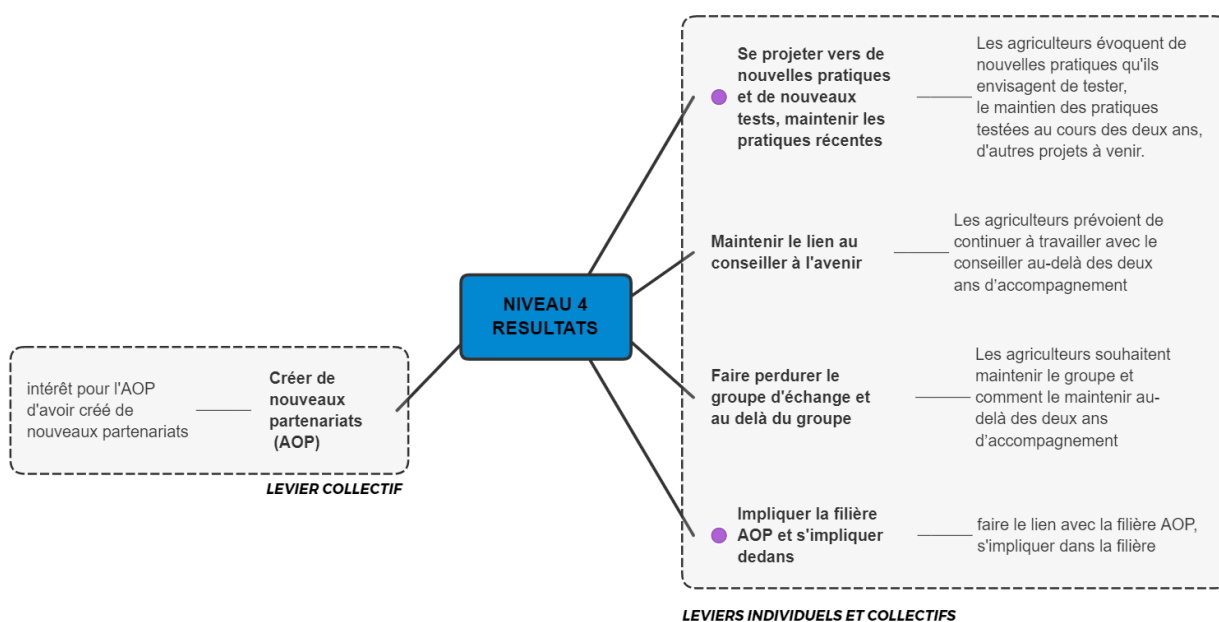 NIVEAU 4
RESULTATS
intérêt pour l'AOP
d'avoir créé de
nouveaux partenariats
Créer de
nouveaux
partenariats
(AOP)
LEVIER COLLECTIF
Se projeter vers de
nouvelles pratiques
et de nouveaux
tests, maintenir les
pratiques récentes
Les agriculteurs évoquent de
nouvelles pratiques qu'ils
envisagent de tester,
le maintien des pratiques
testées au cours des deux ans,
d'autres projets à venir.
Maintenir le lien au
conseiller à l'avenir
Les agriculteurs prévoient de
continuer à travailler avec le
conseiller au-delà des deux
ans d'accompagnement
Faire perdurer le
groupe d'échange et
au delà du groupe
Les agriculteurs souhaitent
maintenir le groupe et
comment le maintenir au-
delà des deux ans
d'accompagnement
Impliquer la filière
AOP et s'impliquer
dedans
faire le lien avec la filière AOP,
s'impliquer dans la filière
LEVIERS INDIVIDUELS ET COLLECTIFS